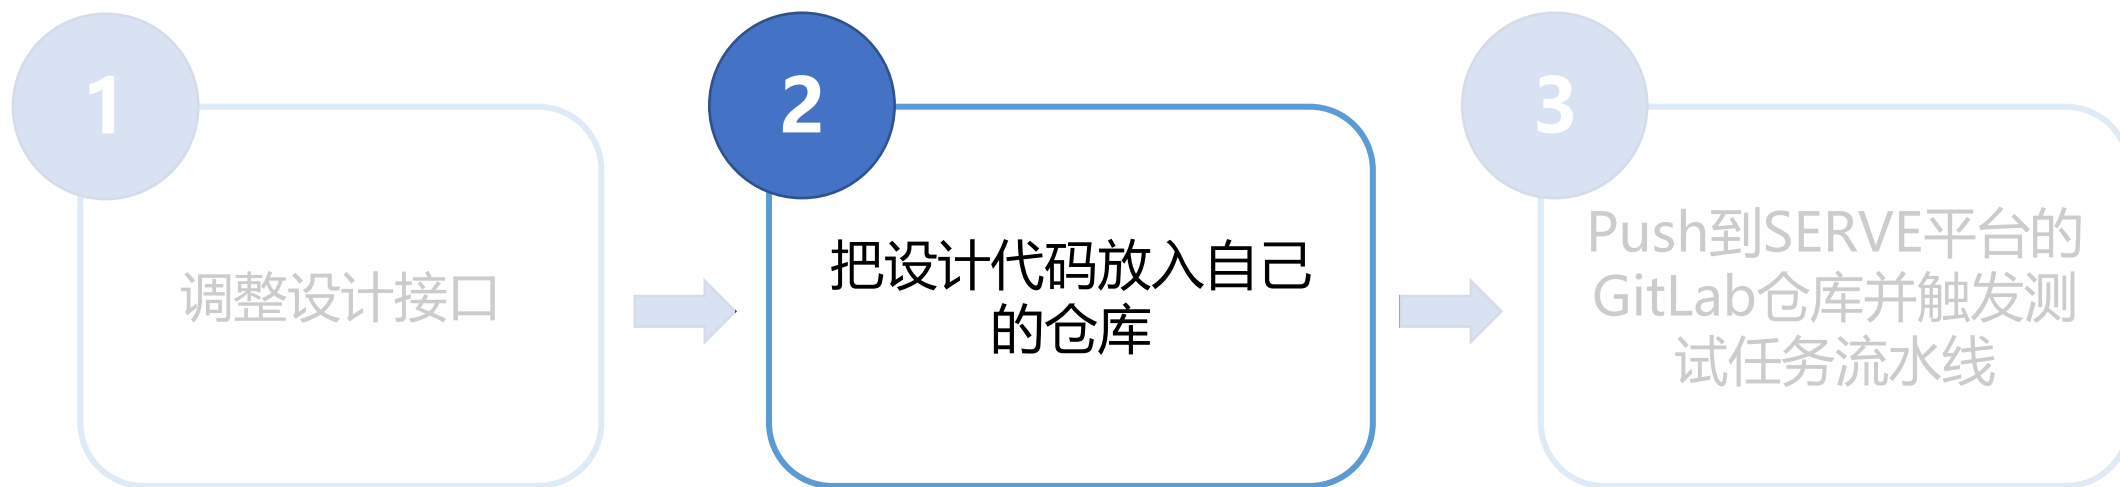 1
调整设计接口
2
把设计代码放入自己
的仓库
3
Push到SERVE平台的
GitLab仓库并触发测
试任务流水线